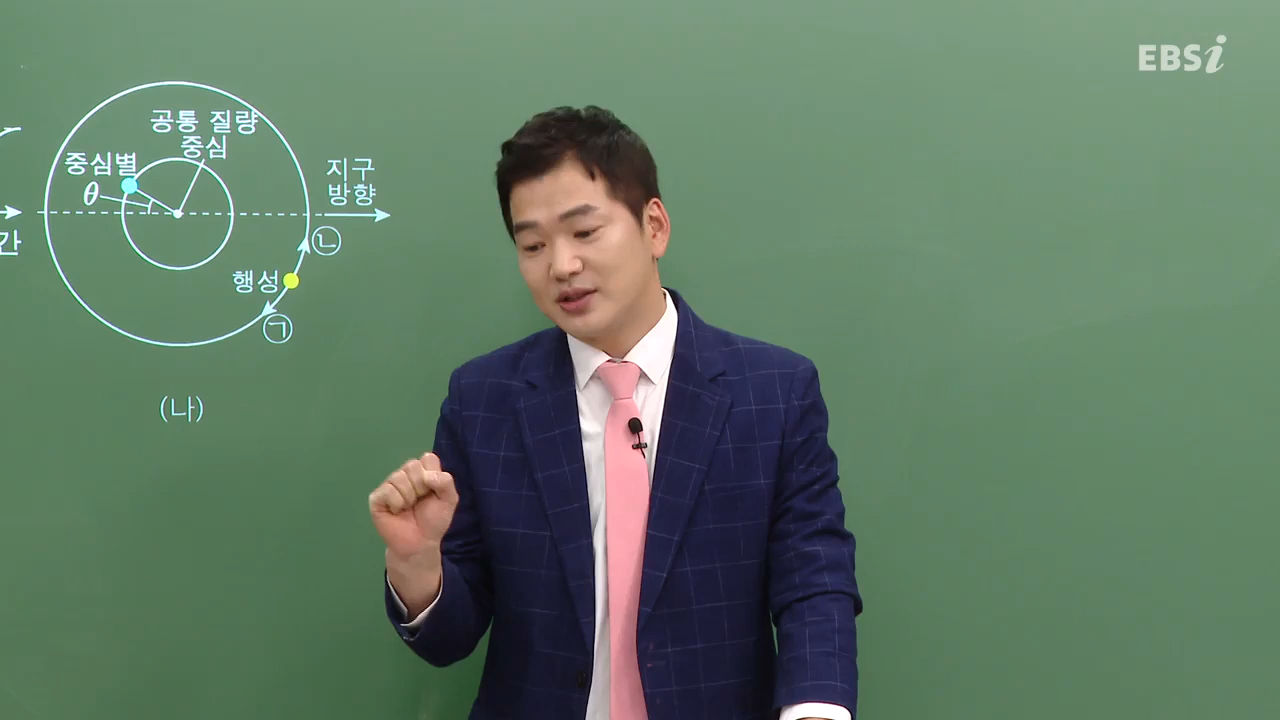 EBSi
공통 질량
중심
중심별
θ
지구
방향
간
㉡
행성
㉠
(나)